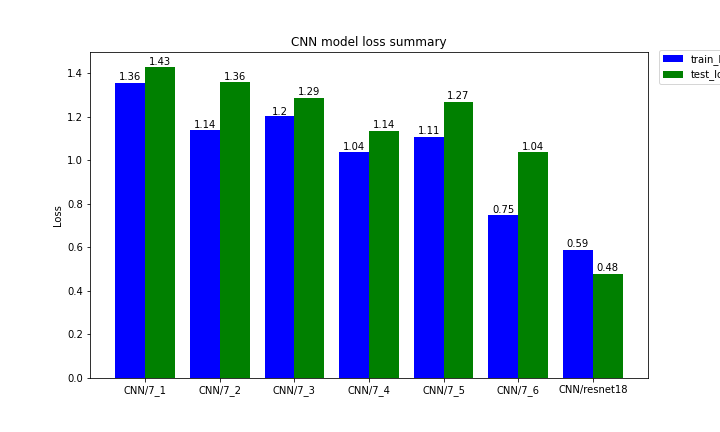 CNN model loss summary
train_l
test_lo
Loss
1.4
1.2
1.0
0.8
0.6
0.4
0.2
0.0
1.36
1.43
1.14
1.36
1.2
1.29
1.04
1.14
1.11
1.27
0.75
1.04
0.59
0.48
CNN/7_1
CNN/7_2
CNN/7_3
CNN/7_4
CNN/7_5
CNN/7_6
CNN/resnet18